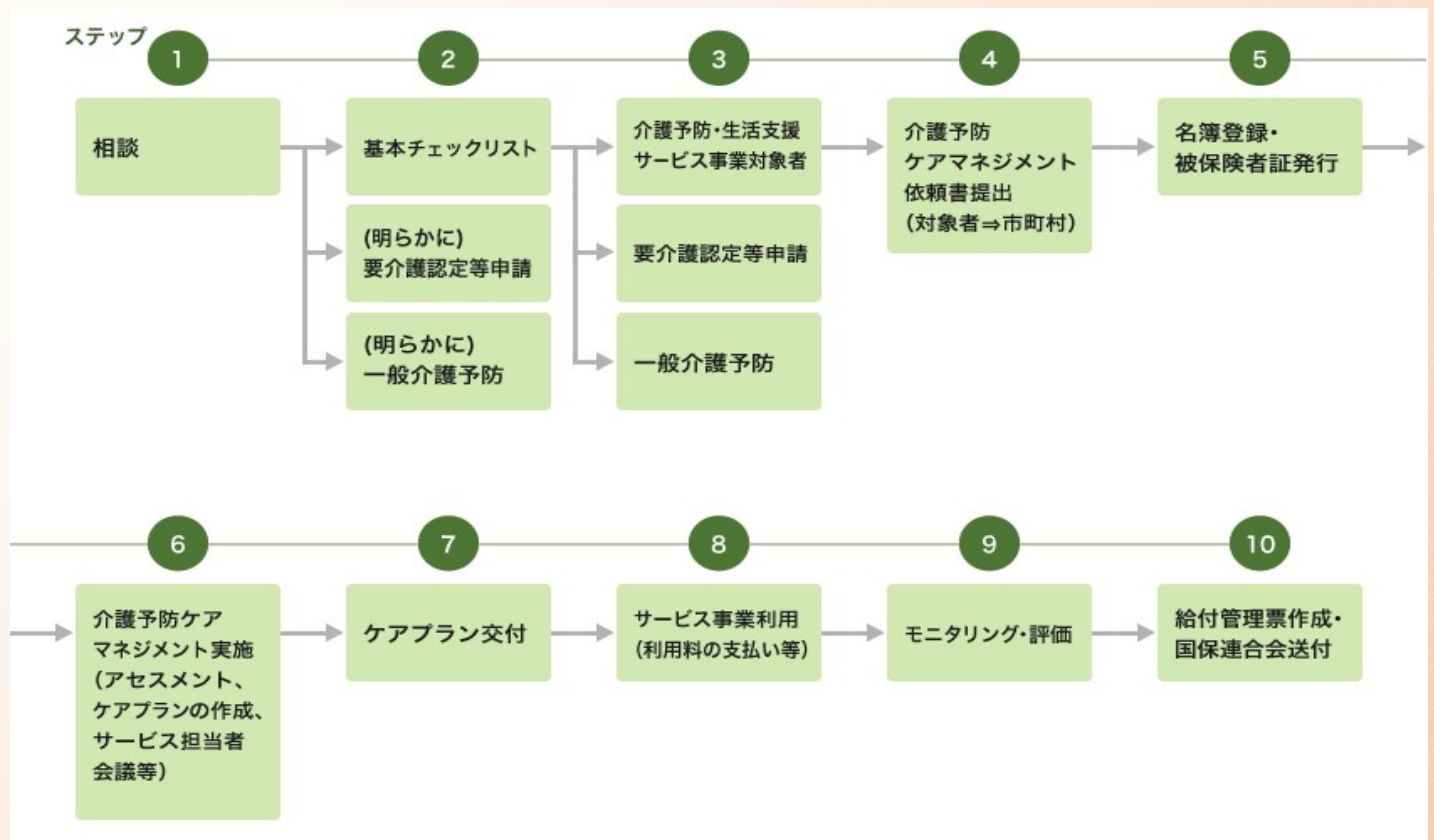 ステップ
1
2
3
4
5
相談
基本チェックリスト
(明らかに)
要介護認定等申請
(明らかに)
一般介護予防
介護予防・生活支援
サービス事業対象者
要介護認定等申請
一般介護予防
介護予防
ケアマネジメント
依頼書提出
（対象者⇒市町村）
名簿登録・
被保険者証発行
6
7
8
9
10
介護予防ケア
マネジメント実施
（アセスメント、
ケアプランの作成、
サービス担当者
会議等）
ケアプラン交付
サービス事業利用
（利用料の支払い等）
モニタリング・評価
給付管理票作成・
国保連合会送付